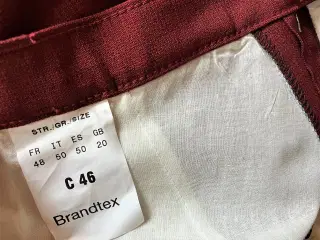 STR./GR./SIZE
FR IT ES GB
48 50 50 20
C 46
Brandtex